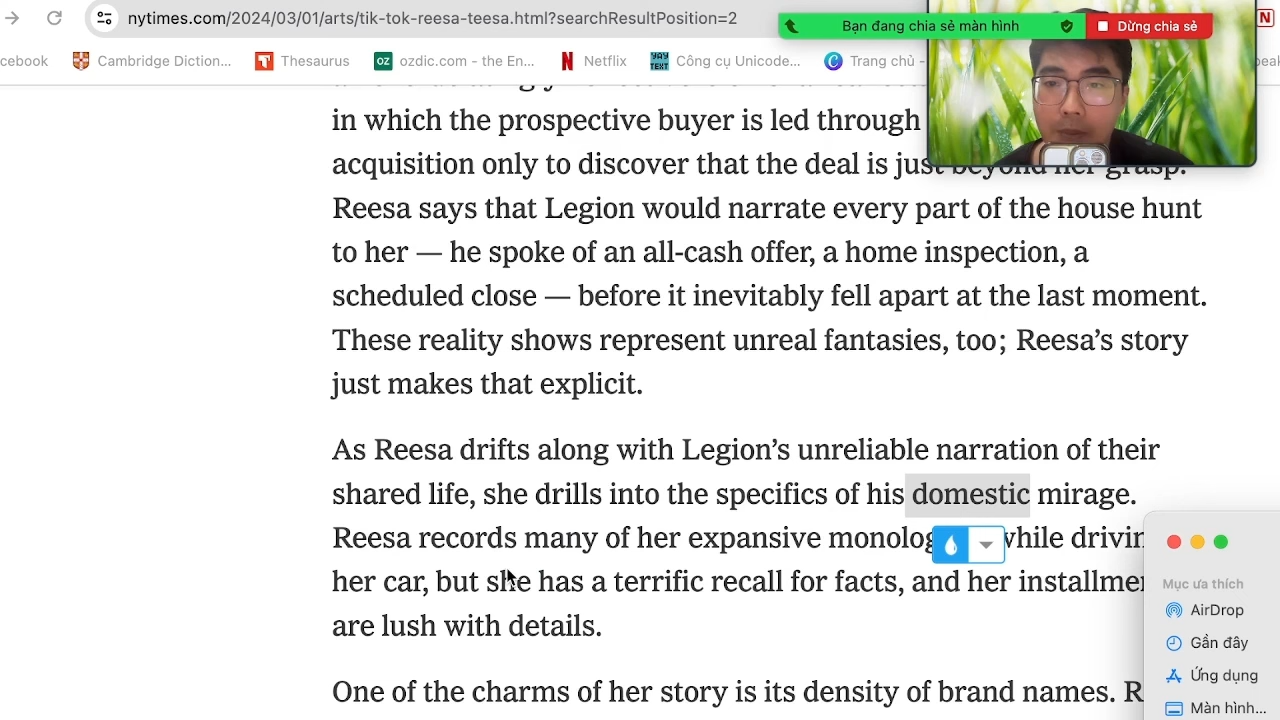 nytimes.com/2024/03/01/arts/tik-tok-reesa-teesa.html?searchResultPosition=2
Bạn đang chia sẻ màn hình
Dừng chia sẻ
N
cebook
Cambridge Diction...
T
Thesaurus
OZ
ozdic.com - the En...
N
Netflix
YAY TEXT
Công cụ Unicode...
C
Trang chủ -
in which the prospective buyer is led through
acquisition only to discover that the deal is just beyond her grasp.
Reesa says that Legion would narrate every part of the house hunt
to her — he spoke of an all-cash offer, a home inspection, a
scheduled close — before it inevitably fell apart at the last moment.
These reality shows represent unreal fantasies, too; Reesa’s story
just makes that explicit.
As Reesa drifts along with Legion’s unreliable narration of their
shared life, she drills into the specifics of his domestic mirage.
Reesa records many of her expansive monolog while drivin
her car, but she has a terrific recall for facts, and her installme
are lush with details.
One of the charms of her story is its density of brand names. R
Mục ưa thích
AirDrop
Gần đây
Ứng dụng
Màn hình...